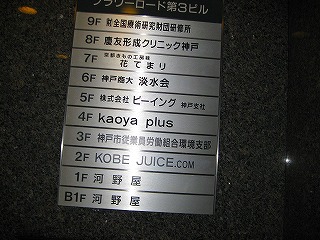 フラワーロード第3ビル
9F ㈶全国療術研究財団研修所
8F 慶友形成クリニック神戸
7F 京都きもの工房楼 花てまり
6F 神戸商大 淡水会
5F 株式会社 ビーイング 神戸支社
4F kaoya plus
3F 神戸市従業員労働組合環境支部
2F KOBE JUICE.COM
1F 河野屋
B1F 河野屋